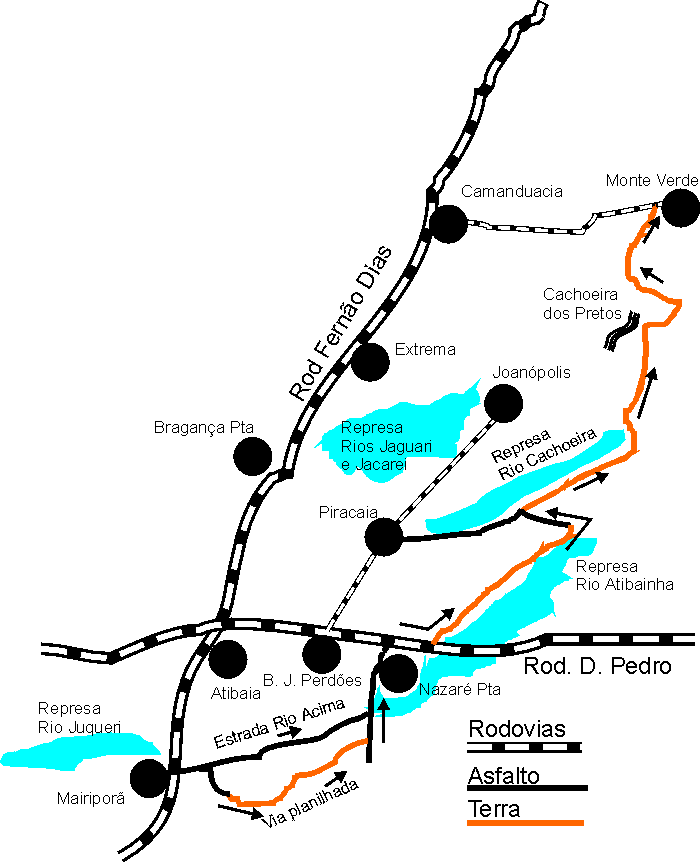 Monte Verde
Camanduacia
Rod Fernão Dias
Cachoeira
dos Pretos
Extrema
Joanópolis
Bragança Pta
Represa
Rios Jaguari
e Jacarei
Represa
Rio Cachoeira
Piracaia
Represa
Rio Atibainha
Rod. D. Pedro
B. J. Perdões
Atibaia
Nazaré Pta
Represa
Rio Juqueri
Estrada Rio Acima
Mairiporã
Via planilhada
Rodovias
Asfalto
Terra